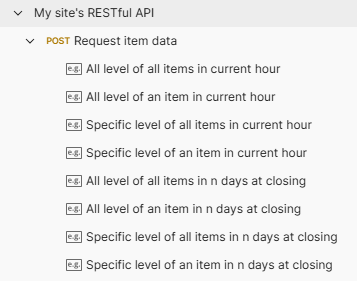 My site's RESTful API
POST Request item data
e.g. All level of all items in current hour
e.g. All level of an item in current hour
e.g. Specific level of all items in current hour
e.g. Specific level of an item in current hour
e.g. All level of all items in n days at closing
e.g. All level of an item in n days at closing
e.g. Specific level of all items in n days at closing
e.g. Specific level of an item in n days at closing